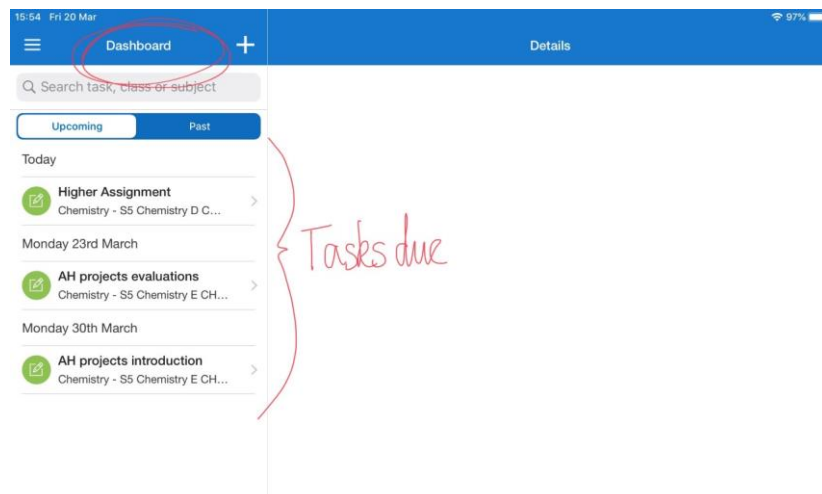 15:54 Fri 20 Mar 97%
Dashboard + Details
Search task, class or subject
Upcoming Past
Today
Higher Assignment
Chemistry - S5 Chemistry D C...
Monday 23rd March
Tasks due
AH projects evaluations
Chemistry - S5 Chemistry E CH...
Monday 30th March
AH projects introduction
Chemistry - S5 Chemistry E CH...